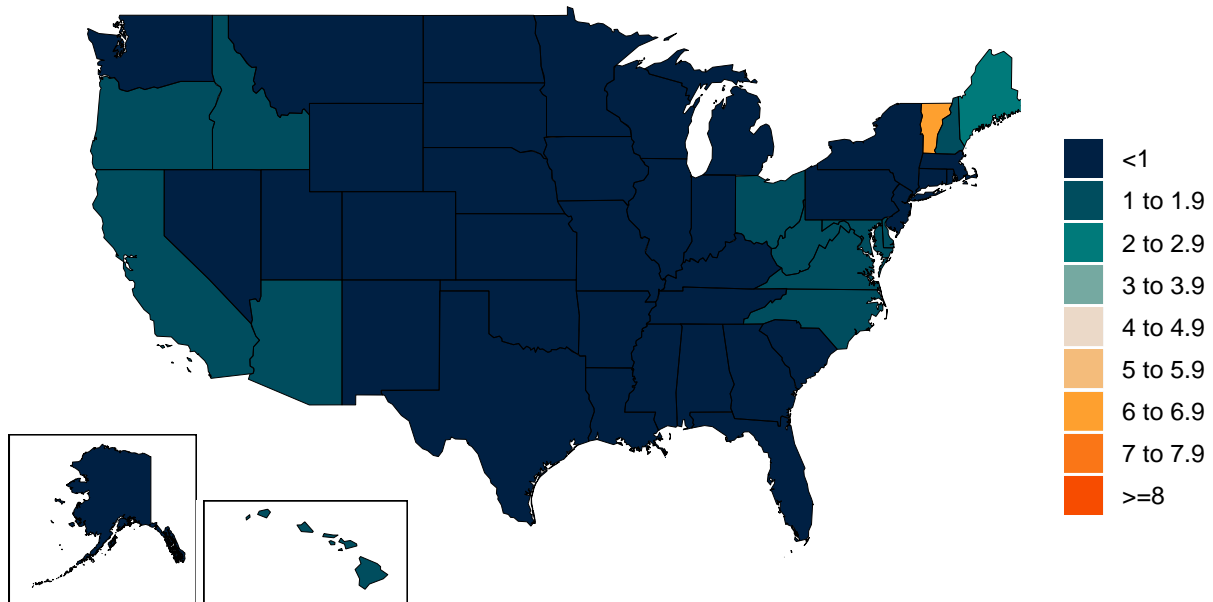 <1
1 to 1.9
2 to 2.9
3 to 3.9
4 to 4.9
5 to 5.9
6 to 6.9
7 to 7.9
>=8